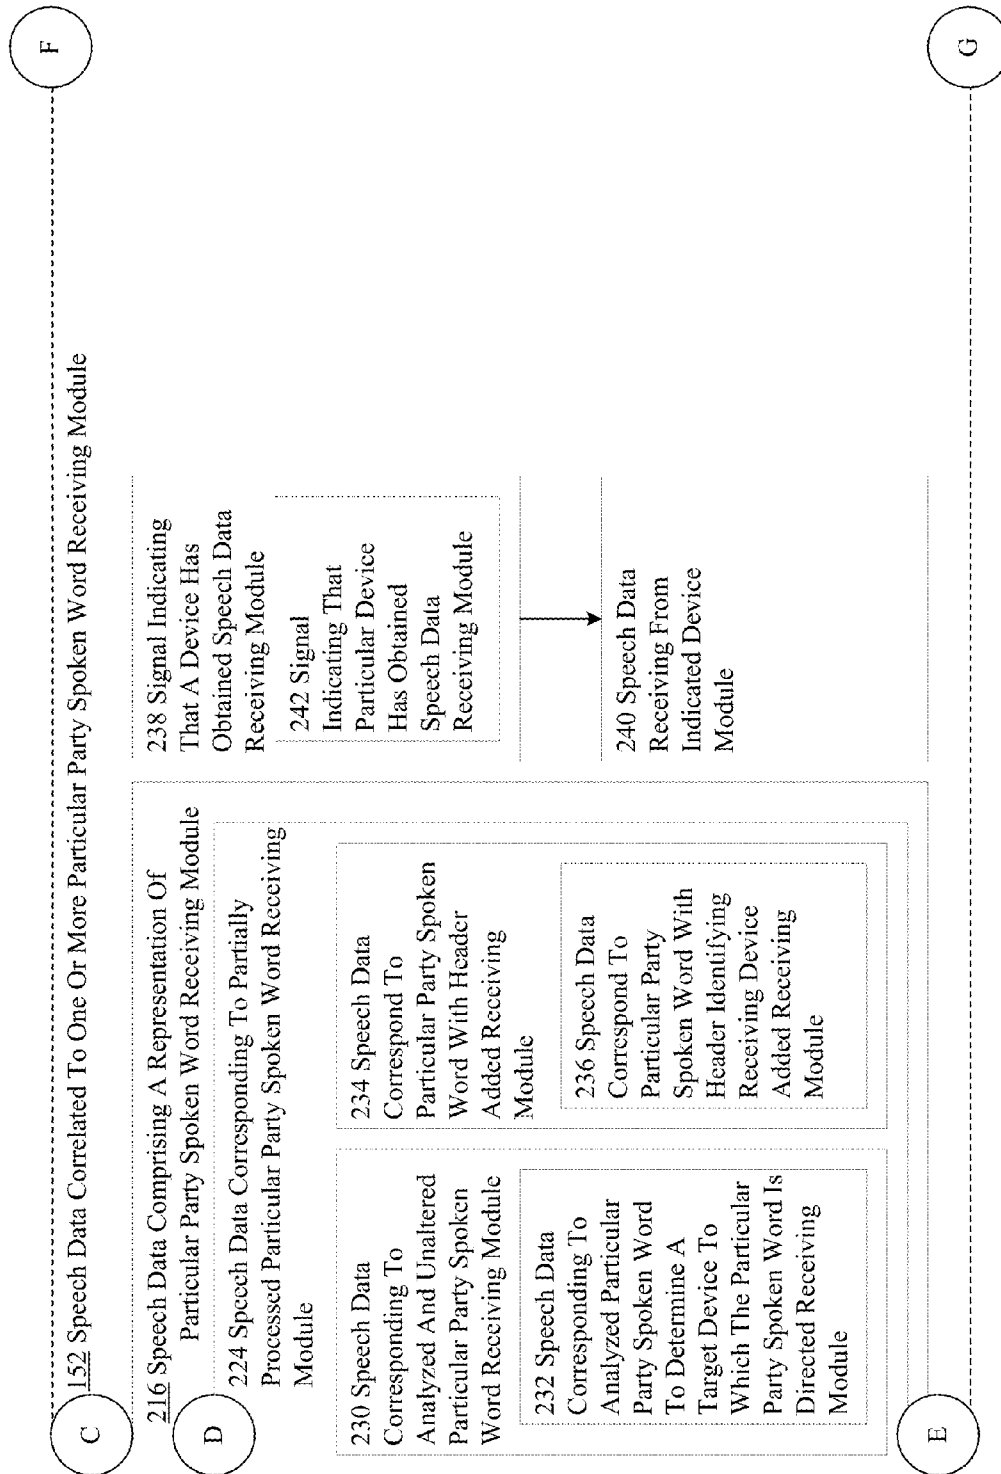 C
F
152 Speech Data Correlated To One Or More Particular Party Spoken Word Receiving Module
216 Speech Data Comprising A Representation Of
Particular Party Spoken Word Receiving Module
D
224 Speech Data Corresponding To Partially
Processed Particular Party Spoken Word Receiving
Module
230 Speech Data
Corresponding To
Analyzed And Unaltered
Particular Party Spoken
Word Receiving Module
232 Speech Data
Corresponding To
Analyzed Particular
Party Spoken Word
To Determine A
Target Device To
Which The Particular
Party Spoken Word Is
Directed Receiving
Module
234 Speech Data
Correspond To
Particular Party Spoken
Word With Header
Added Receiving
Module
236 Speech Data
Correspond To
Particular Party
Spoken Word With
Header Identifying
Receiving Device
Added Receiving
Module
238 Signal Indicating
That A Device Has
Obtained Speech Data
Receiving Module
242 Signal
Indicating That
Particular Device
Has Obtained
Speech Data
Receiving Module
240 Speech Data
Receiving From
Indicated Device
Module
E
G